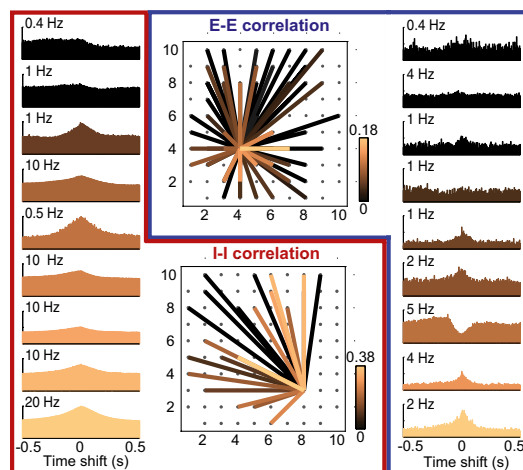 0.4 Hz
1 Hz
1 Hz
10 Hz
0.5 Hz
10 Hz
10 Hz
10 Hz
20 Hz
-0.5 0 0.5
Time shift (s)
E-E correlation
10
8
6
4
2
2 4 6 8 10
0.18
0
I-I correlation
10
8
6
4
2
2 4 6 8 10
0.38
0
0.4 Hz
4 Hz
1 Hz
1 Hz
1 Hz
2 Hz
5 Hz
4 Hz
2 Hz
-0.5 0 0.5
Time shift (s)